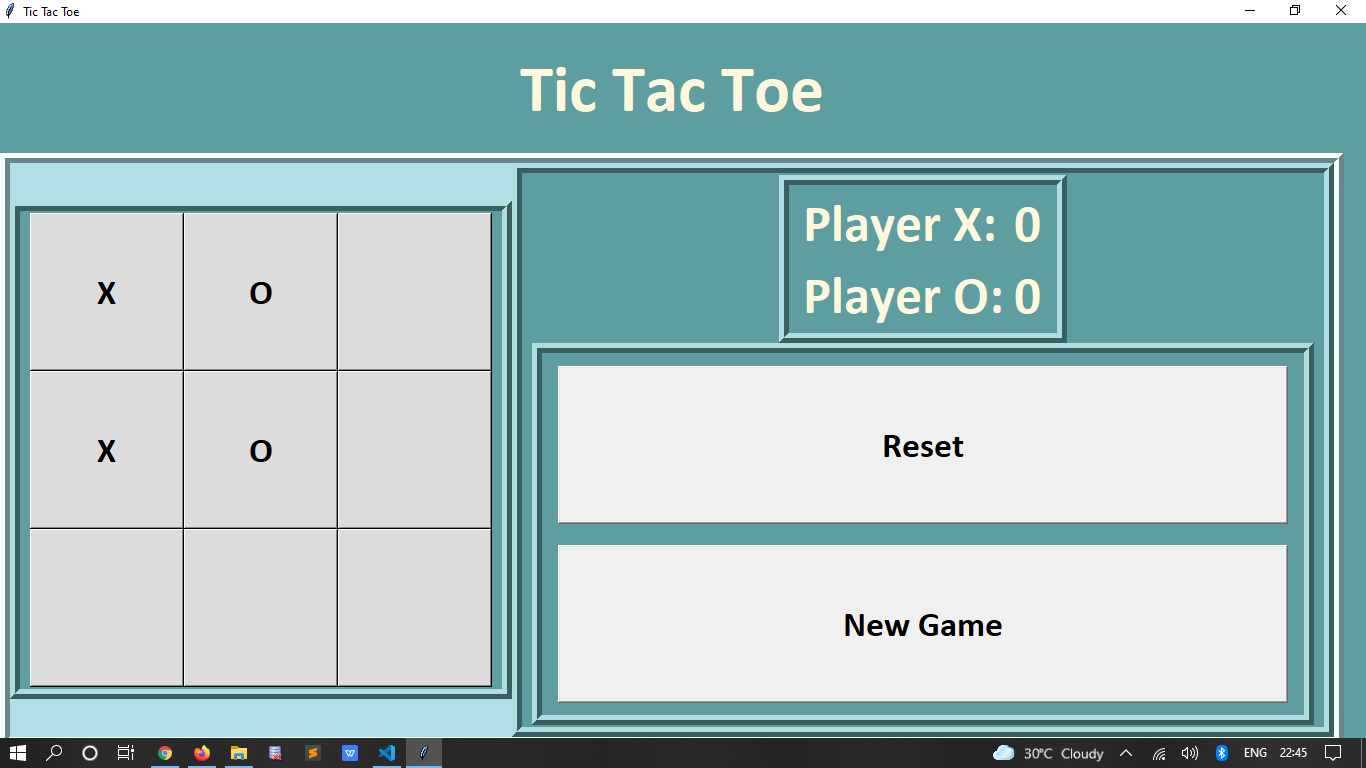 Tic Tac Toe
Tic Tac Toe
X O
X O
Player X: 0
Player O: 0
Reset
New Game
30°C Cloudy ENG 22:45